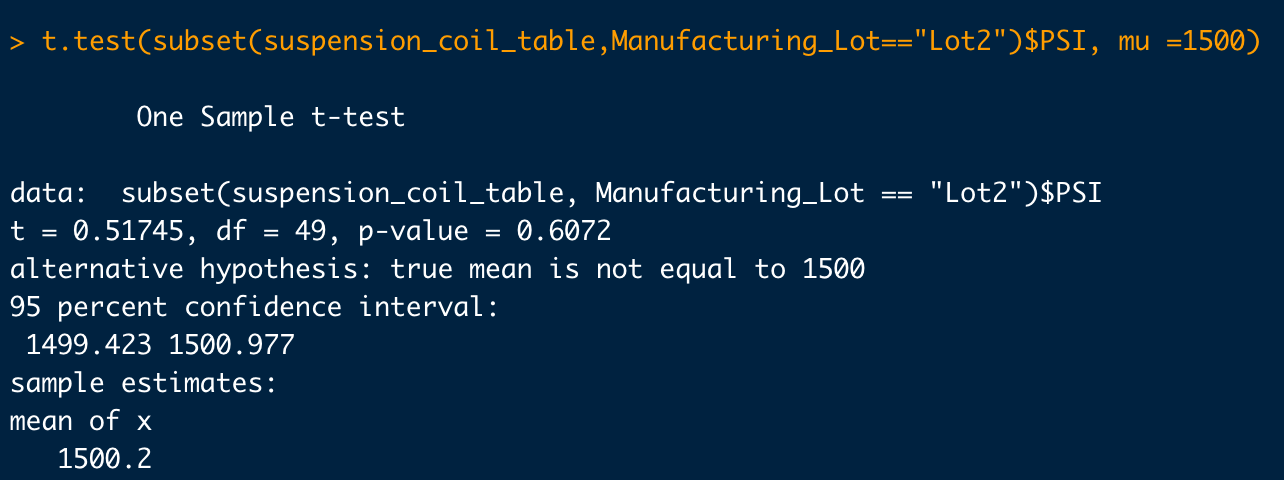 > t.test(subset(suspension_coil_table,Manufacturing_Lot=="Lot2")$PSI, mu =1500)
One Sample t-test
data:  subset(suspension_coil_table, Manufacturing_Lot == "Lot2")$PSI
t = 0.51745, df = 49, p-value = 0.6072
alternative hypothesis: true mean is not equal to 1500
95 percent confidence interval:
1499.423 1500.977
sample estimates:
mean of x
1500.2